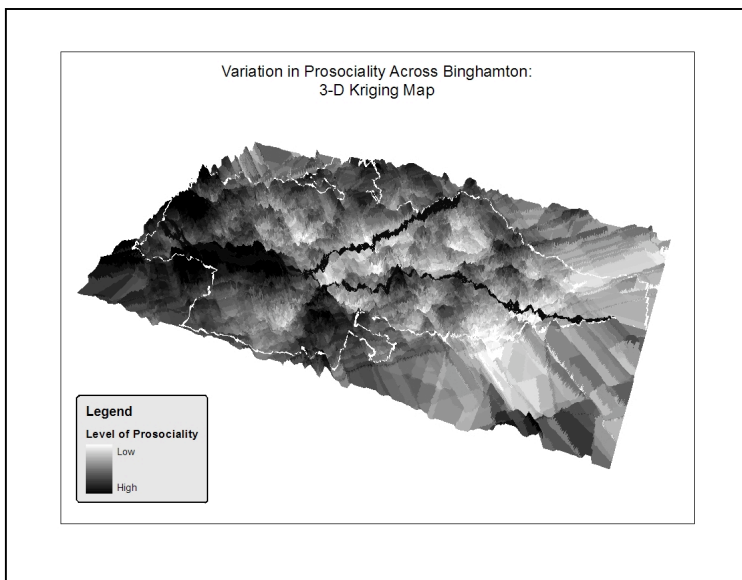 Variation in Prosociality Across Binghamton:
3-D Kriging Map
Legend
Level of Prosociality
Low
High